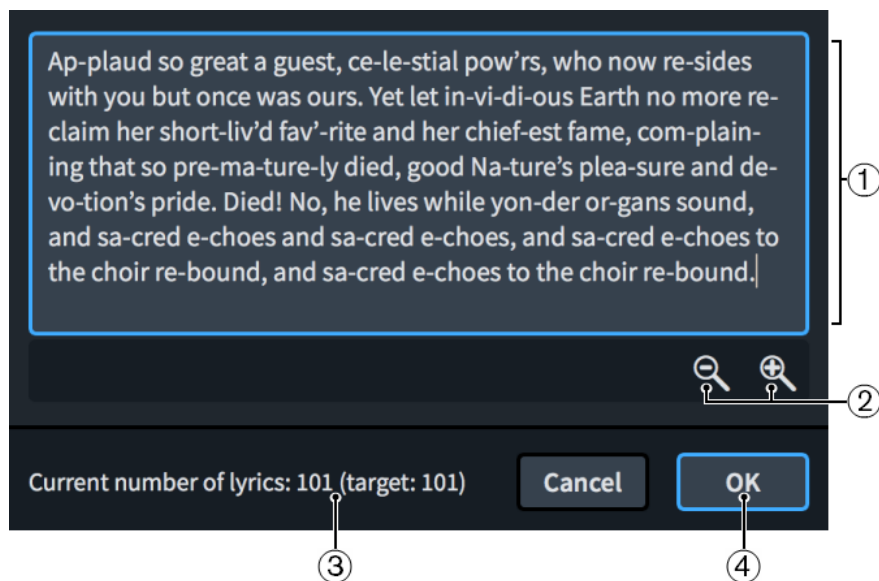 Ap-plaud so great a guest, ce-le-stial pow’rs, who now re-sides
with you but once was ours. Yet let in-vi-di-ous Earth no more re-
claim her short-liv’d fav’-rite and her chief-est fame, com-plain-
ing that so pre-ma-ture-ly died, good Na-ture’s plea-sure and de-
vo-tion’s pride. Died! No, he lives while yon-der or-gans sound,
and sa-cred e-choes and sa-cred e-choes, and sa-cred e-choes to
the choir re-bound, and sa-cred e-choes to the choir re-bound.
①
②
Current number of lyrics: 101 (target: 101)
Cancel
OK
③
④